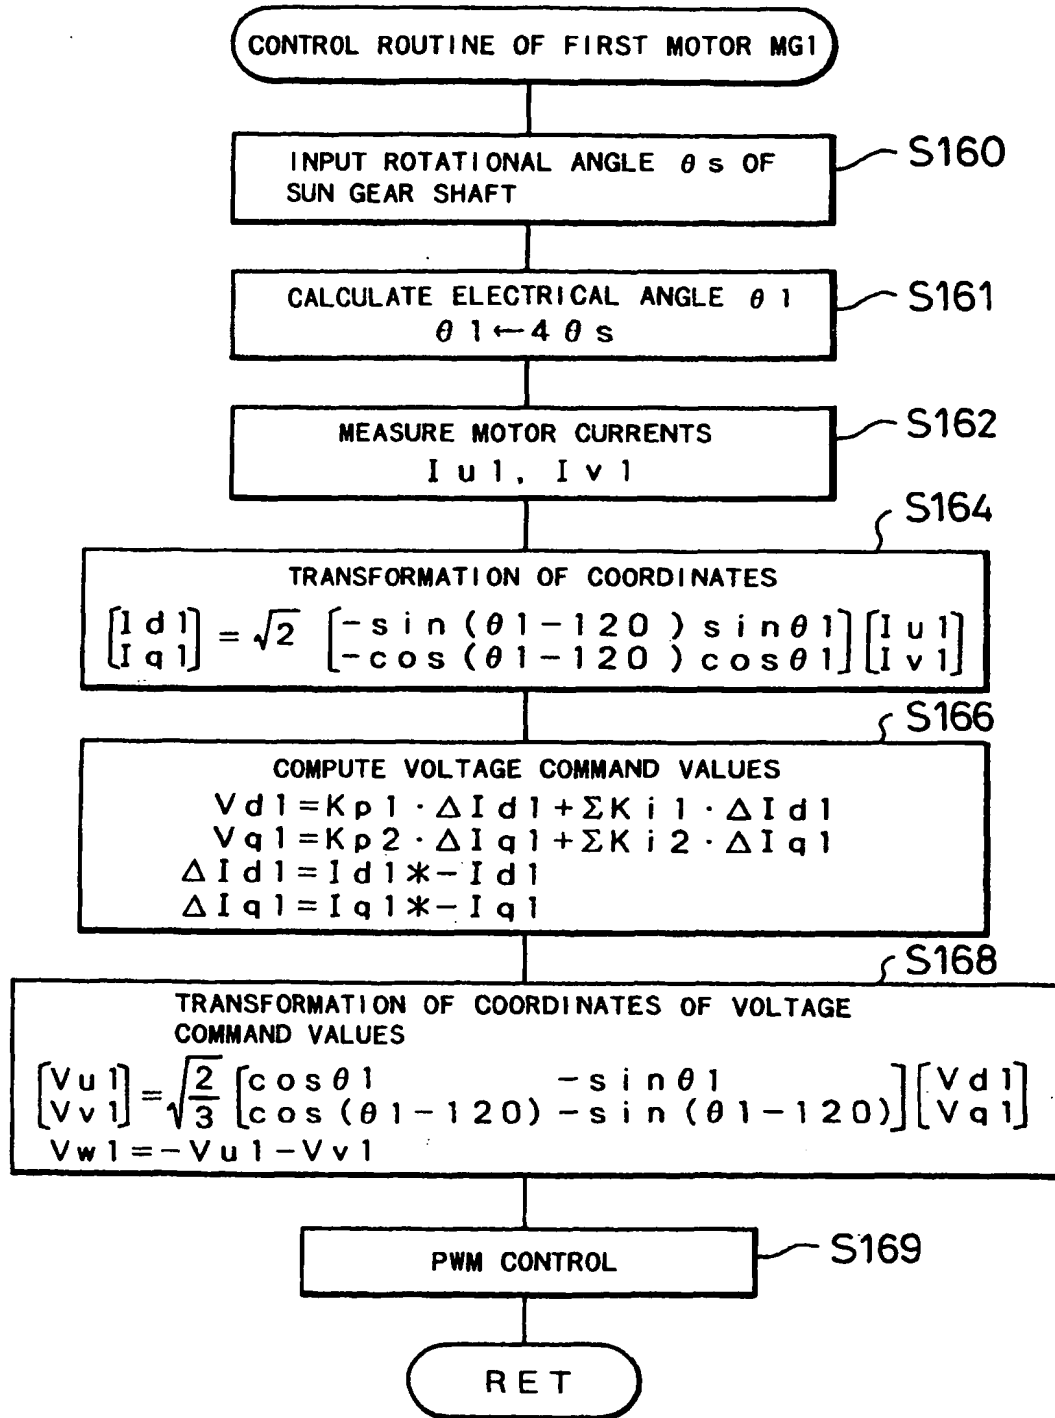 CONTROL ROUTINE OF FIRST MOTOR MG1
INPUT ROTATIONAL ANGLE θs OF
SUN GEAR SHAFT
S160
CALCULATE ELECTRICAL ANGLE θ1
θ1←4θs
S161
MEASURE MOTOR CURRENTS
Iu1, Iv1
S162
S164
TRANSFORMATION OF COORDINATES
[Id1] = √2 [-sin(θ1-120) sinθ1] [Iu1]
[Iq1] [-cos(θ1-120) cosθ1] [Iv1]
S166
COMPUTE VOLTAGE COMMAND VALUES
Vd1=Kp1·ΔId1+ΣKi1·ΔId1
Vq1=Kp2·ΔIq1+ΣKi2·ΔIq1
ΔId1=Id1*-Id1
ΔIq1=Iq1*-Iq1
S168
TRANSFORMATION OF COORDINATES OF VOLTAGE
COMMAND VALUES
[Vu1] = √2/3 [cosθ1 -sinθ1] [Vd1]
[Vv1] [cos(θ1-120) -sin(θ1-120)] [Vq1]
Vw1=-Vu1-Vv1
PWM CONTROL
S169
RET